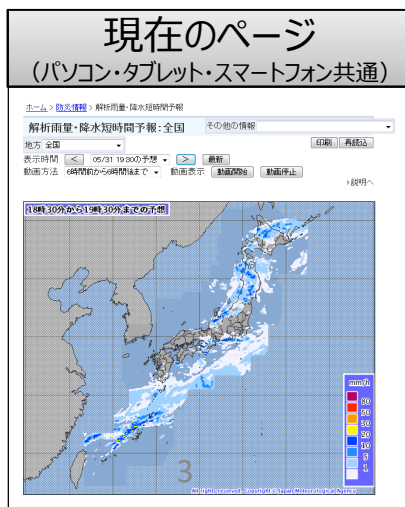 現在のページ
（パソコン・タブレット・スマートフォン共通）
ホーム > 防災情報 > 解析雨量・降水短時間予報
解析雨量・降水短時間予報:全国 その他の情報
地方 全国 印刷 再読込
表示時間 < 05/31 19:30の予想 > 最新
動画方法 6時間前から6時間後まで 動画表示 動画開始 動画停止
説明へ
18時30分から19時30分までの予想
mm/h
80
50
30
20
10
5
1
3
All rights reserved. Copyright © Japan Meteorological Agency